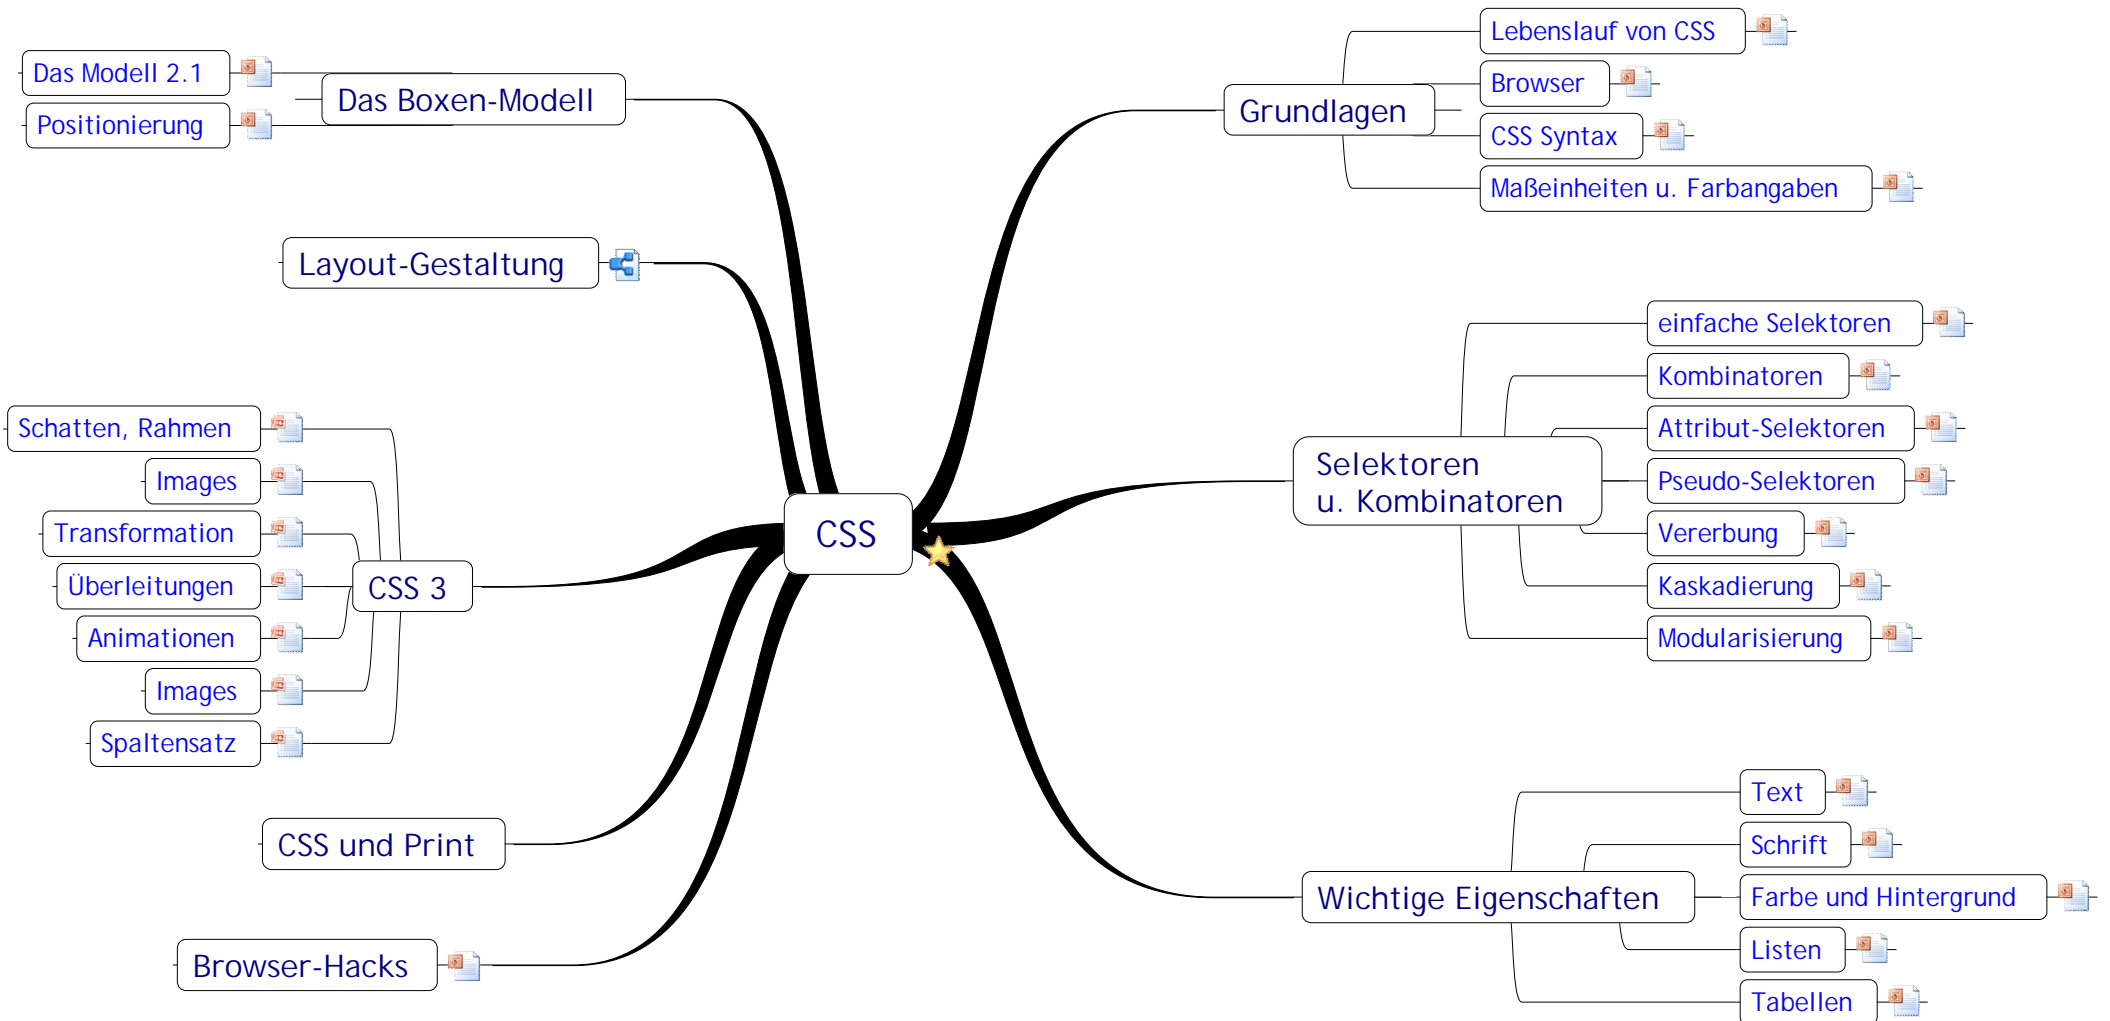 CSS
Grundlagen
Lebenslauf von CSS
Browser
CSS Syntax
Maßeinheiten u. Farbangaben
Selektoren
u. Kombinatoren
einfache Selektoren
Kombinatoren
Attribut-Selektoren
Pseudo-Selektoren
Vererbung
Kaskadierung
Modularisierung
Wichtige Eigenschaften
Text
Schrift
Farbe und Hintergrund
Listen
Tabellen
Das Boxen-Modell
Das Modell 2.1
Positionierung
Layout-Gestaltung
CSS 3
Schatten, Rahmen
Images
Transformation
Überleitungen
Animationen
Images
Spaltensatz
CSS und Print
Browser-Hacks